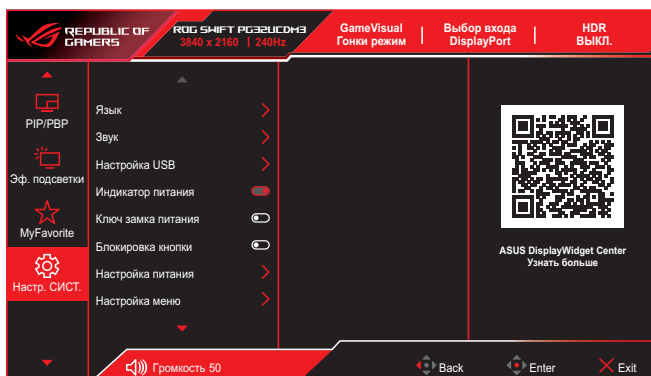 REPUBLIC OF
GAMERS
ROG SWIFT PG32UCDM3
3840 x 2160 | 240Hz
GameVisual
Гонки режим
Выбор входа
DisplayPort
HDR
ВЫКЛ.
PIP/PBP
Эф. подсветки
MyFavorite
Настр. СИСТ.
Язык
Звук
Настройка USB
Индикатор питания
Ключ замка питания
Блокировка кнопки
Настройка питания
Настройка меню
ASUS DisplayWidget Center
Узнать больше
Громкость 50
Back
Enter
Exit